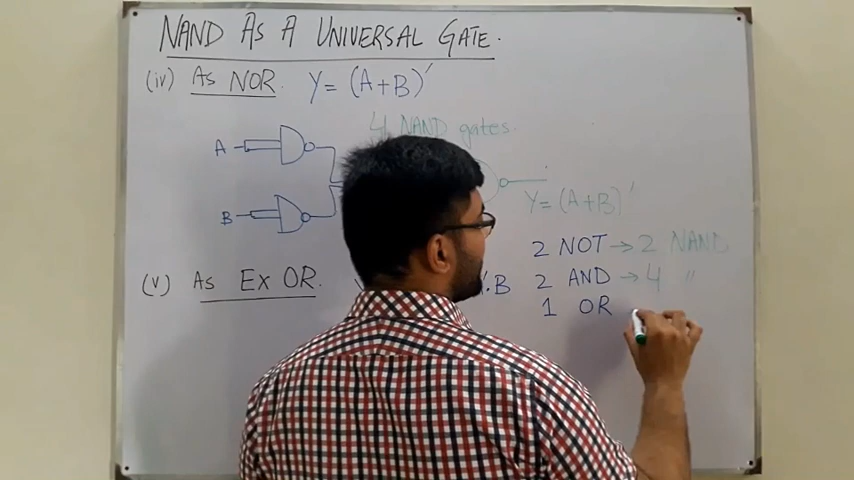 NAND AS A UNIVERSAL GATE.
(iv) AS NOR. Y = (A+B)'
4 NAND gates.
A
B
Y = (A+B)'
2 NOT → 2 NAND
2 AND → 4 "
1 OR
(v) AS EX OR. '.B